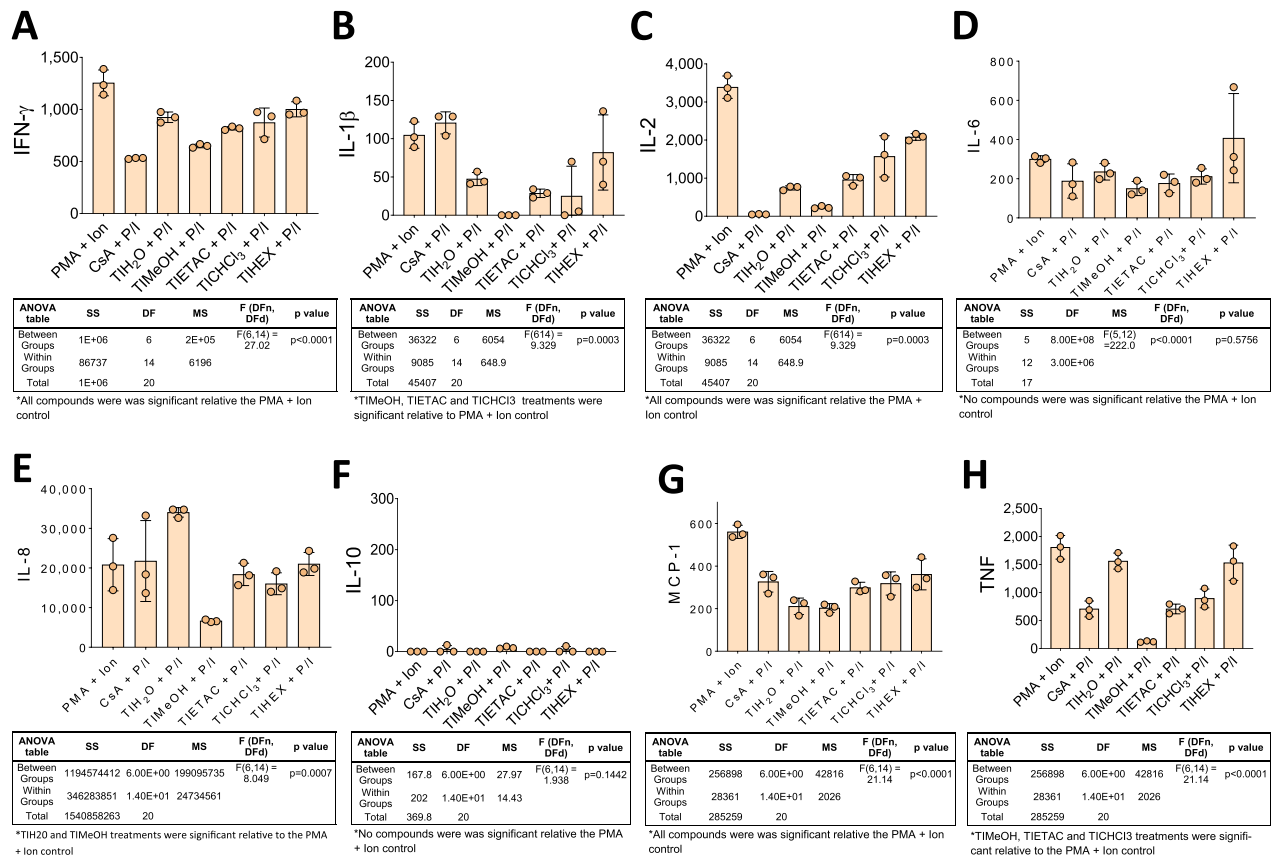 A
B
C
D
IFN-γ
1,500
1,000
500
0
PMA + Ion
CsA + P/I
TIH₂O + P/I
TIMeOH + P/I
TIETAC + P/I
TICHCl₃ + P/I
TIHEX + P/I
IL-1β
200
150
100
50
0
PMA + Ion
CsA + P/I
TIH₂O + P/I
TIMeOH + P/I
TIETAC + P/I
TICHCl₃ + P/I
TIHEX + P/I
IL-2
4,000
3,000
2,000
1,000
0
PMA + Ion
CsA + P/I
TIH₂O + P/I
TIMeOH + P/I
TIETAC + P/I
TICHCl₃ + P/I
TIHEX + P/I
IL-6
800
600
400
200
0
PMA + Ion
CsA + P/I
TIH₂O + P/I
TIMeOH + P/I
TIETAC + P/I
TICHCl₃ + P/I
TIHEX + P/I
ANOVA table SS DF MS F (DFn, DFd) p value
Between Groups 1E+06 6 2E+05 F(6,14) = 27.02 p<0.0001
Within Groups 86737 14 6196
Total 1E+06 20
*All compounds were was significant relative the PMA + Ion
control
ANOVA table SS DF MS F (DFn, DFd) p value
Between Groups 36322 6 6054 F(614) = 9.329 p=0.0003
Within Groups 9085 14 648.9
Total 45407 20
*TIMeOH, TIETAC and TICHCl3 treatments were
significant relative to PMA + Ion control
ANOVA table SS DF MS F (DFn, DFd) p value
Between Groups 36322 6 6054 F(614) = 9.329 p=0.0003
Within Groups 9085 14 648.9
Total 45407 20
*All compounds were was significant relative the PMA +
Ion control
ANOVA table SS DF MS F (DFn, DFd) p value
Between Groups 5 8.00E+08 F(5,12) =222.0 p<0.0001 p=0.5756
Within Groups 12 3.00E+06
Total 17
*No compounds were was significant relative the PMA + Ion
control
E
F
G
H
IL-8
40,000
30,000
20,000
10,000
0
PMA + Ion
CsA + P/I
TIH₂O + P/I
TIMeOH + P/I
TIETAC + P/I
TICHCl₃ + P/I
TIHEX + P/I
IL-10
300
200
100
0
PMA + Ion
CsA + P/I
TIH₂O + P/I
TIMeOH + P/I
TIETAC + P/I
TICHCl₃ + P/I
TIHEX + P/I
MCP-1
600
400
200
0
PMA + Ion
CsA + P/I
TIH₂O + P/I
TIMeOH + P/I
TIETAC + P/I
TICHCl₃ + P/I
TIHEX + P/I
TNF
2,500
2,000
1,500
1,000
500
0
PMA + Ion
CsA + P/I
TIH₂O + P/I
TIMeOH + P/I
TIETAC + P/I
TICHCl₃ + P/I
TIHEX + P/I
ANOVA table SS DF MS F (DFn, DFd) p value
Between Groups 1194574412 6.00E+00 199095735 F(6,14) = 8.049 p=0.0007
Within Groups 346283851 1.40E+01 24734561
Total 1540858263 20
*TIH20 and TIMeOH treatments were significant relative to the PMA
+ Ion control
ANOVA table SS DF MS F (DFn, DFd) p value
Between Groups 167.8 6.00E+00 27.97 F(6,14) = 1.938 p=0.1442
Within Groups 202 1.40E+01 14.43
Total 369.8 20
*No compounds were was significant relative the PMA
+ Ion control
ANOVA table SS DF MS F (DFn, DFd) p value
Between Groups 256898 6.00E+00 42816 F(6,14) = 21.14 p<0.0001
Within Groups 28361 1.40E+01 2026
Total 285259 20
*All compounds were was significant relative the PMA + Ion
control
ANOVA table SS DF MS F (DFn, DFd) p value
Between Groups 256898 6.00E+00 42816 F(6,14) = 21.14 p<0.0001
Within Groups 28361 1.40E+01 2026
Total 285259 20
*TIMeOH, TIETAC and TICHCl3 treatments were signifi-
cant relative to the PMA + Ion control